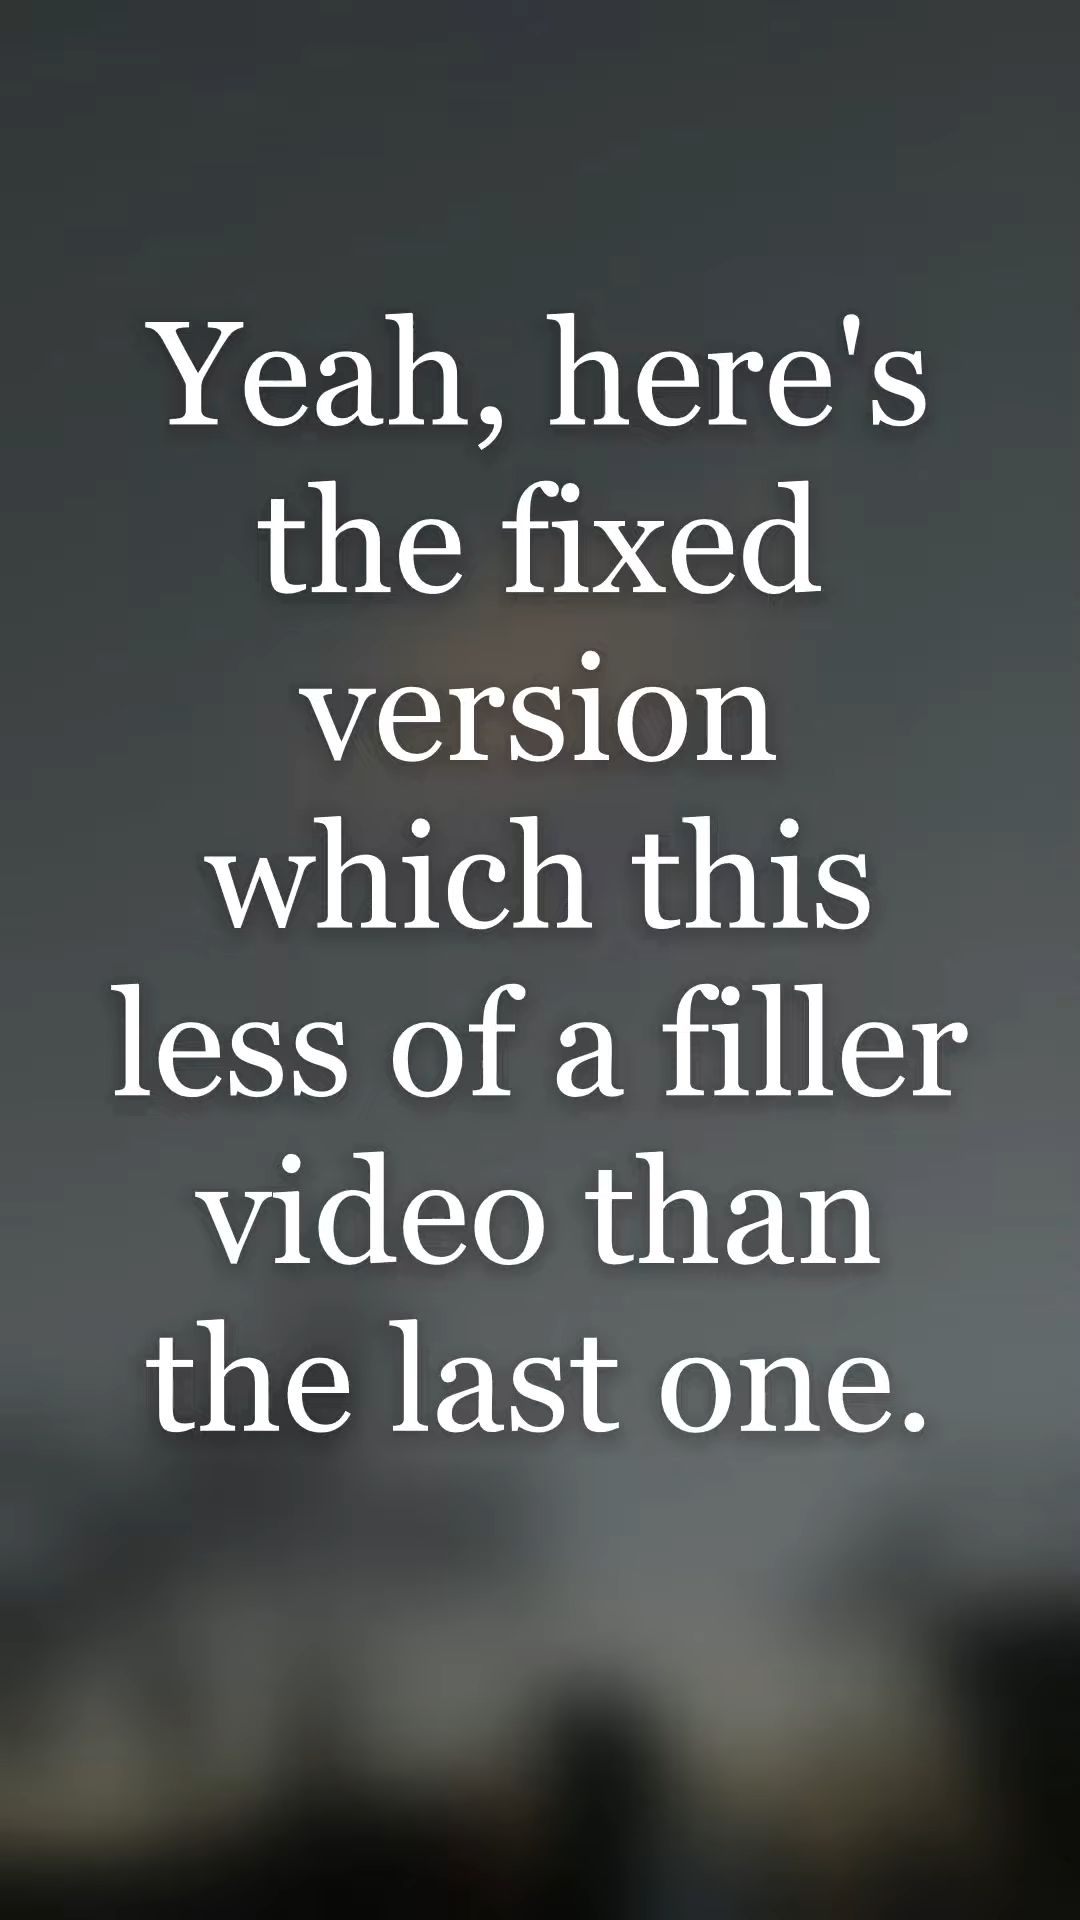 Yeah, here's
the fixed
version
which this
less of a filler
video than
the last one.